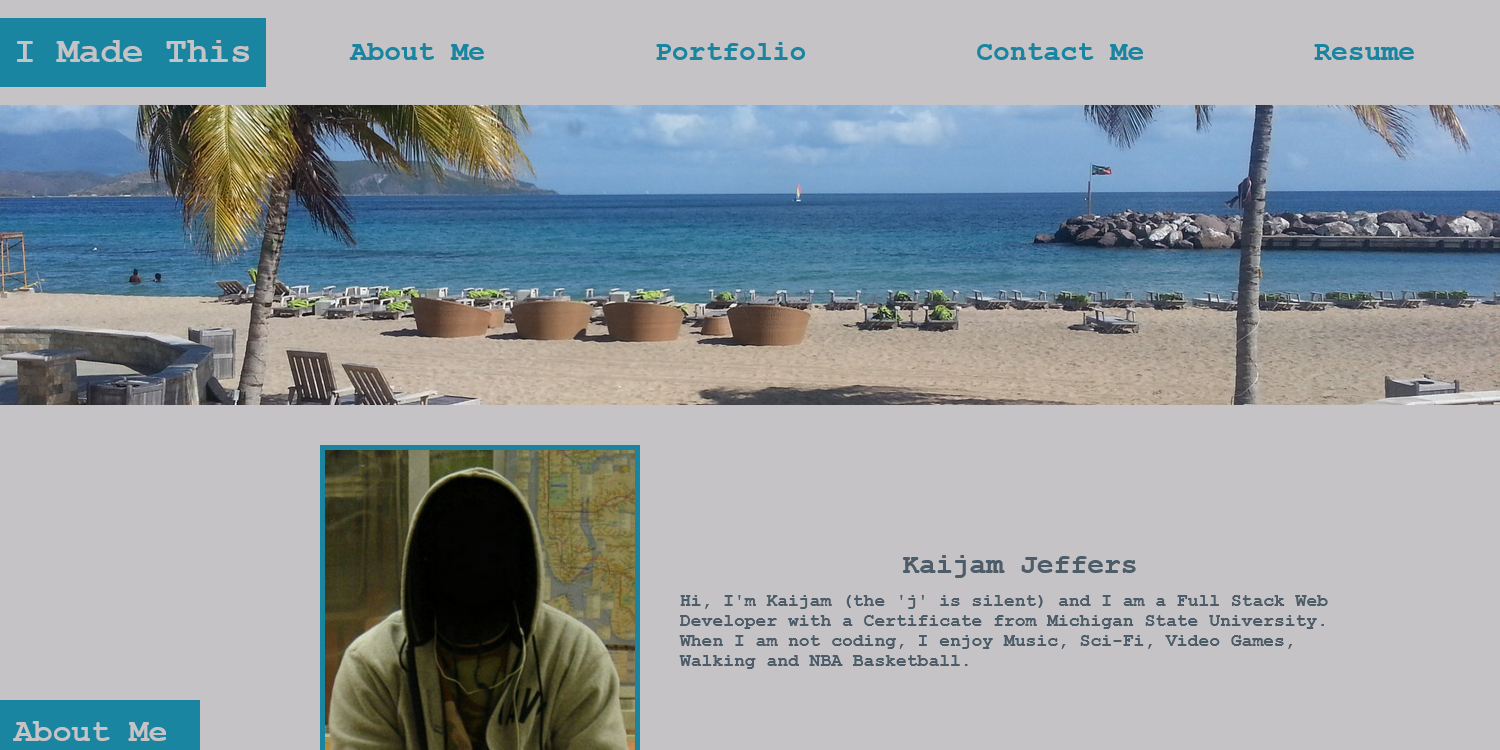 I Made This
About Me
Portfolio
Contact Me
Resume
Kaijam Jeffers
Hi, I'm Kaijam (the 'j' is silent) and I am a Full Stack Web
Developer with a Certificate from Michigan State University.
When I am not coding, I enjoy Music, Sci-Fi, Video Games,
Walking and NBA Basketball.
About Me